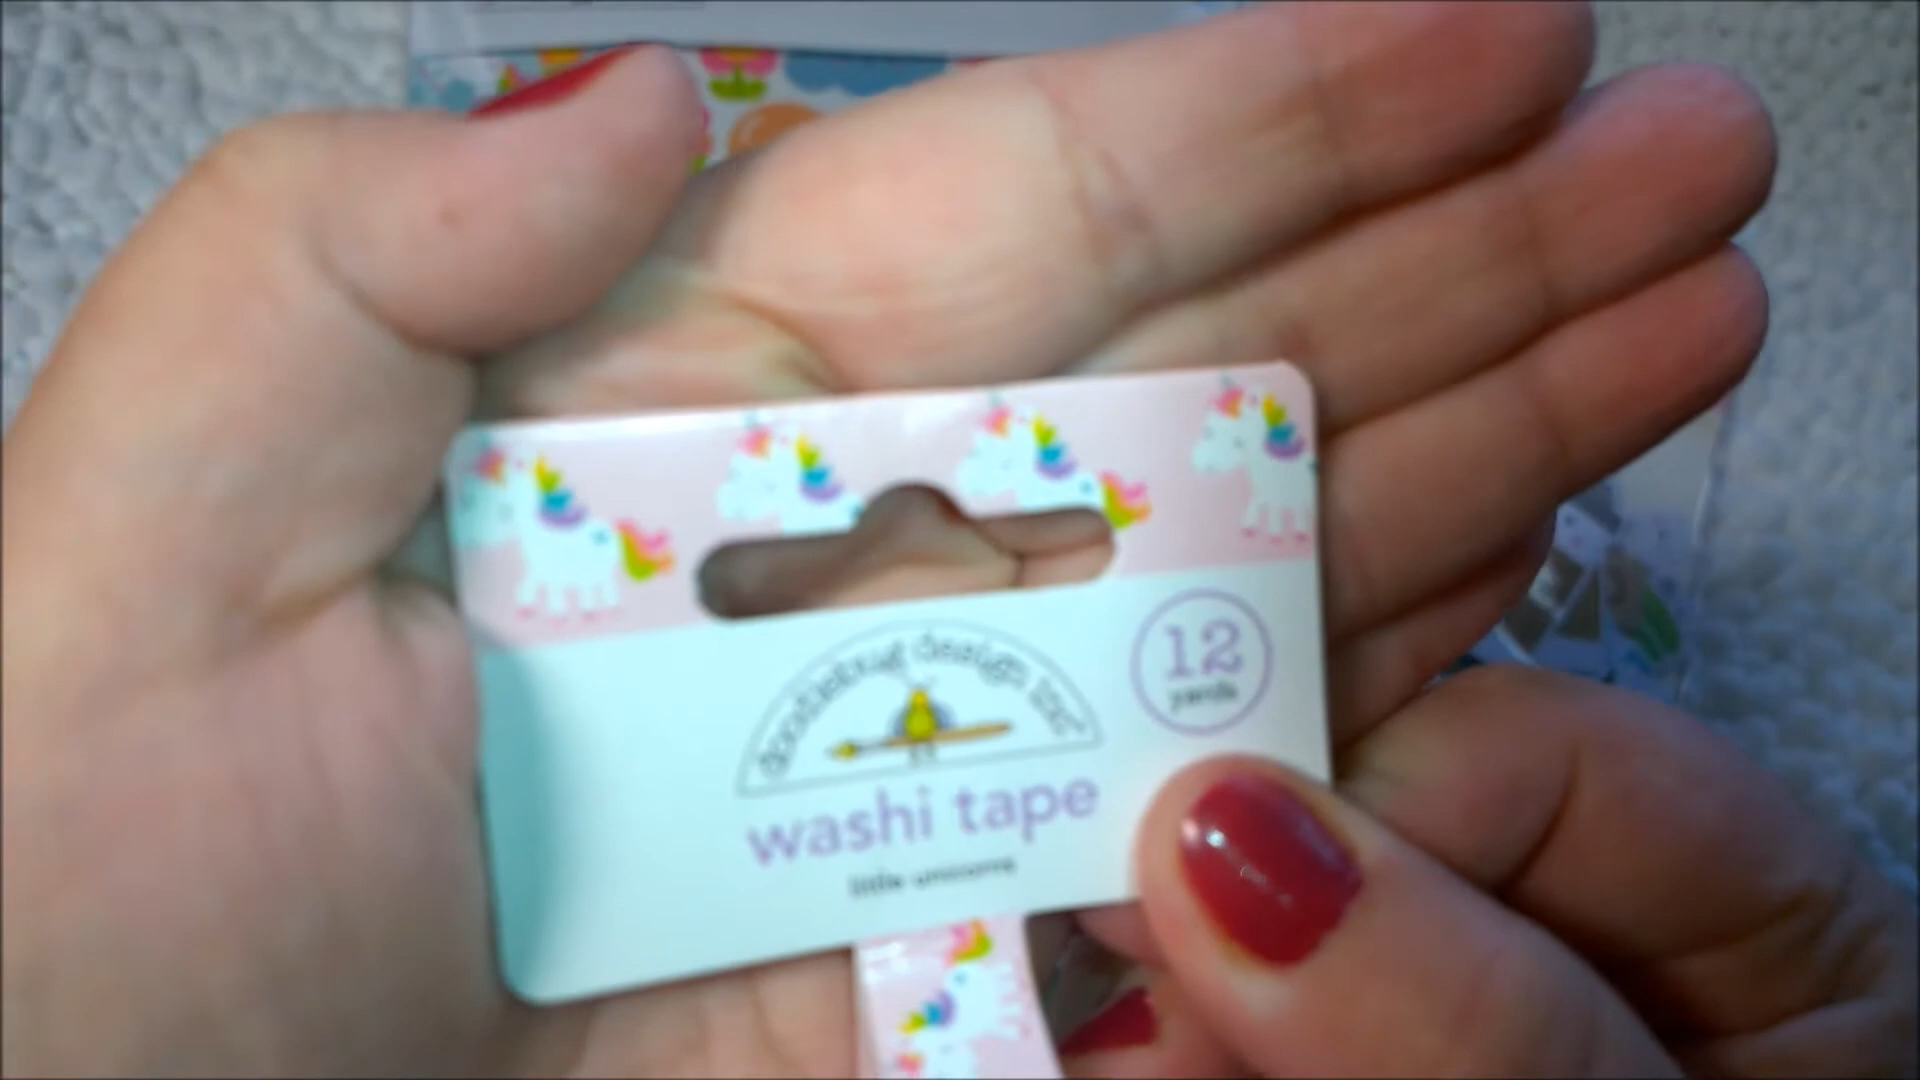 doodlebug design inc
12
yards
washi tape
little unicorns